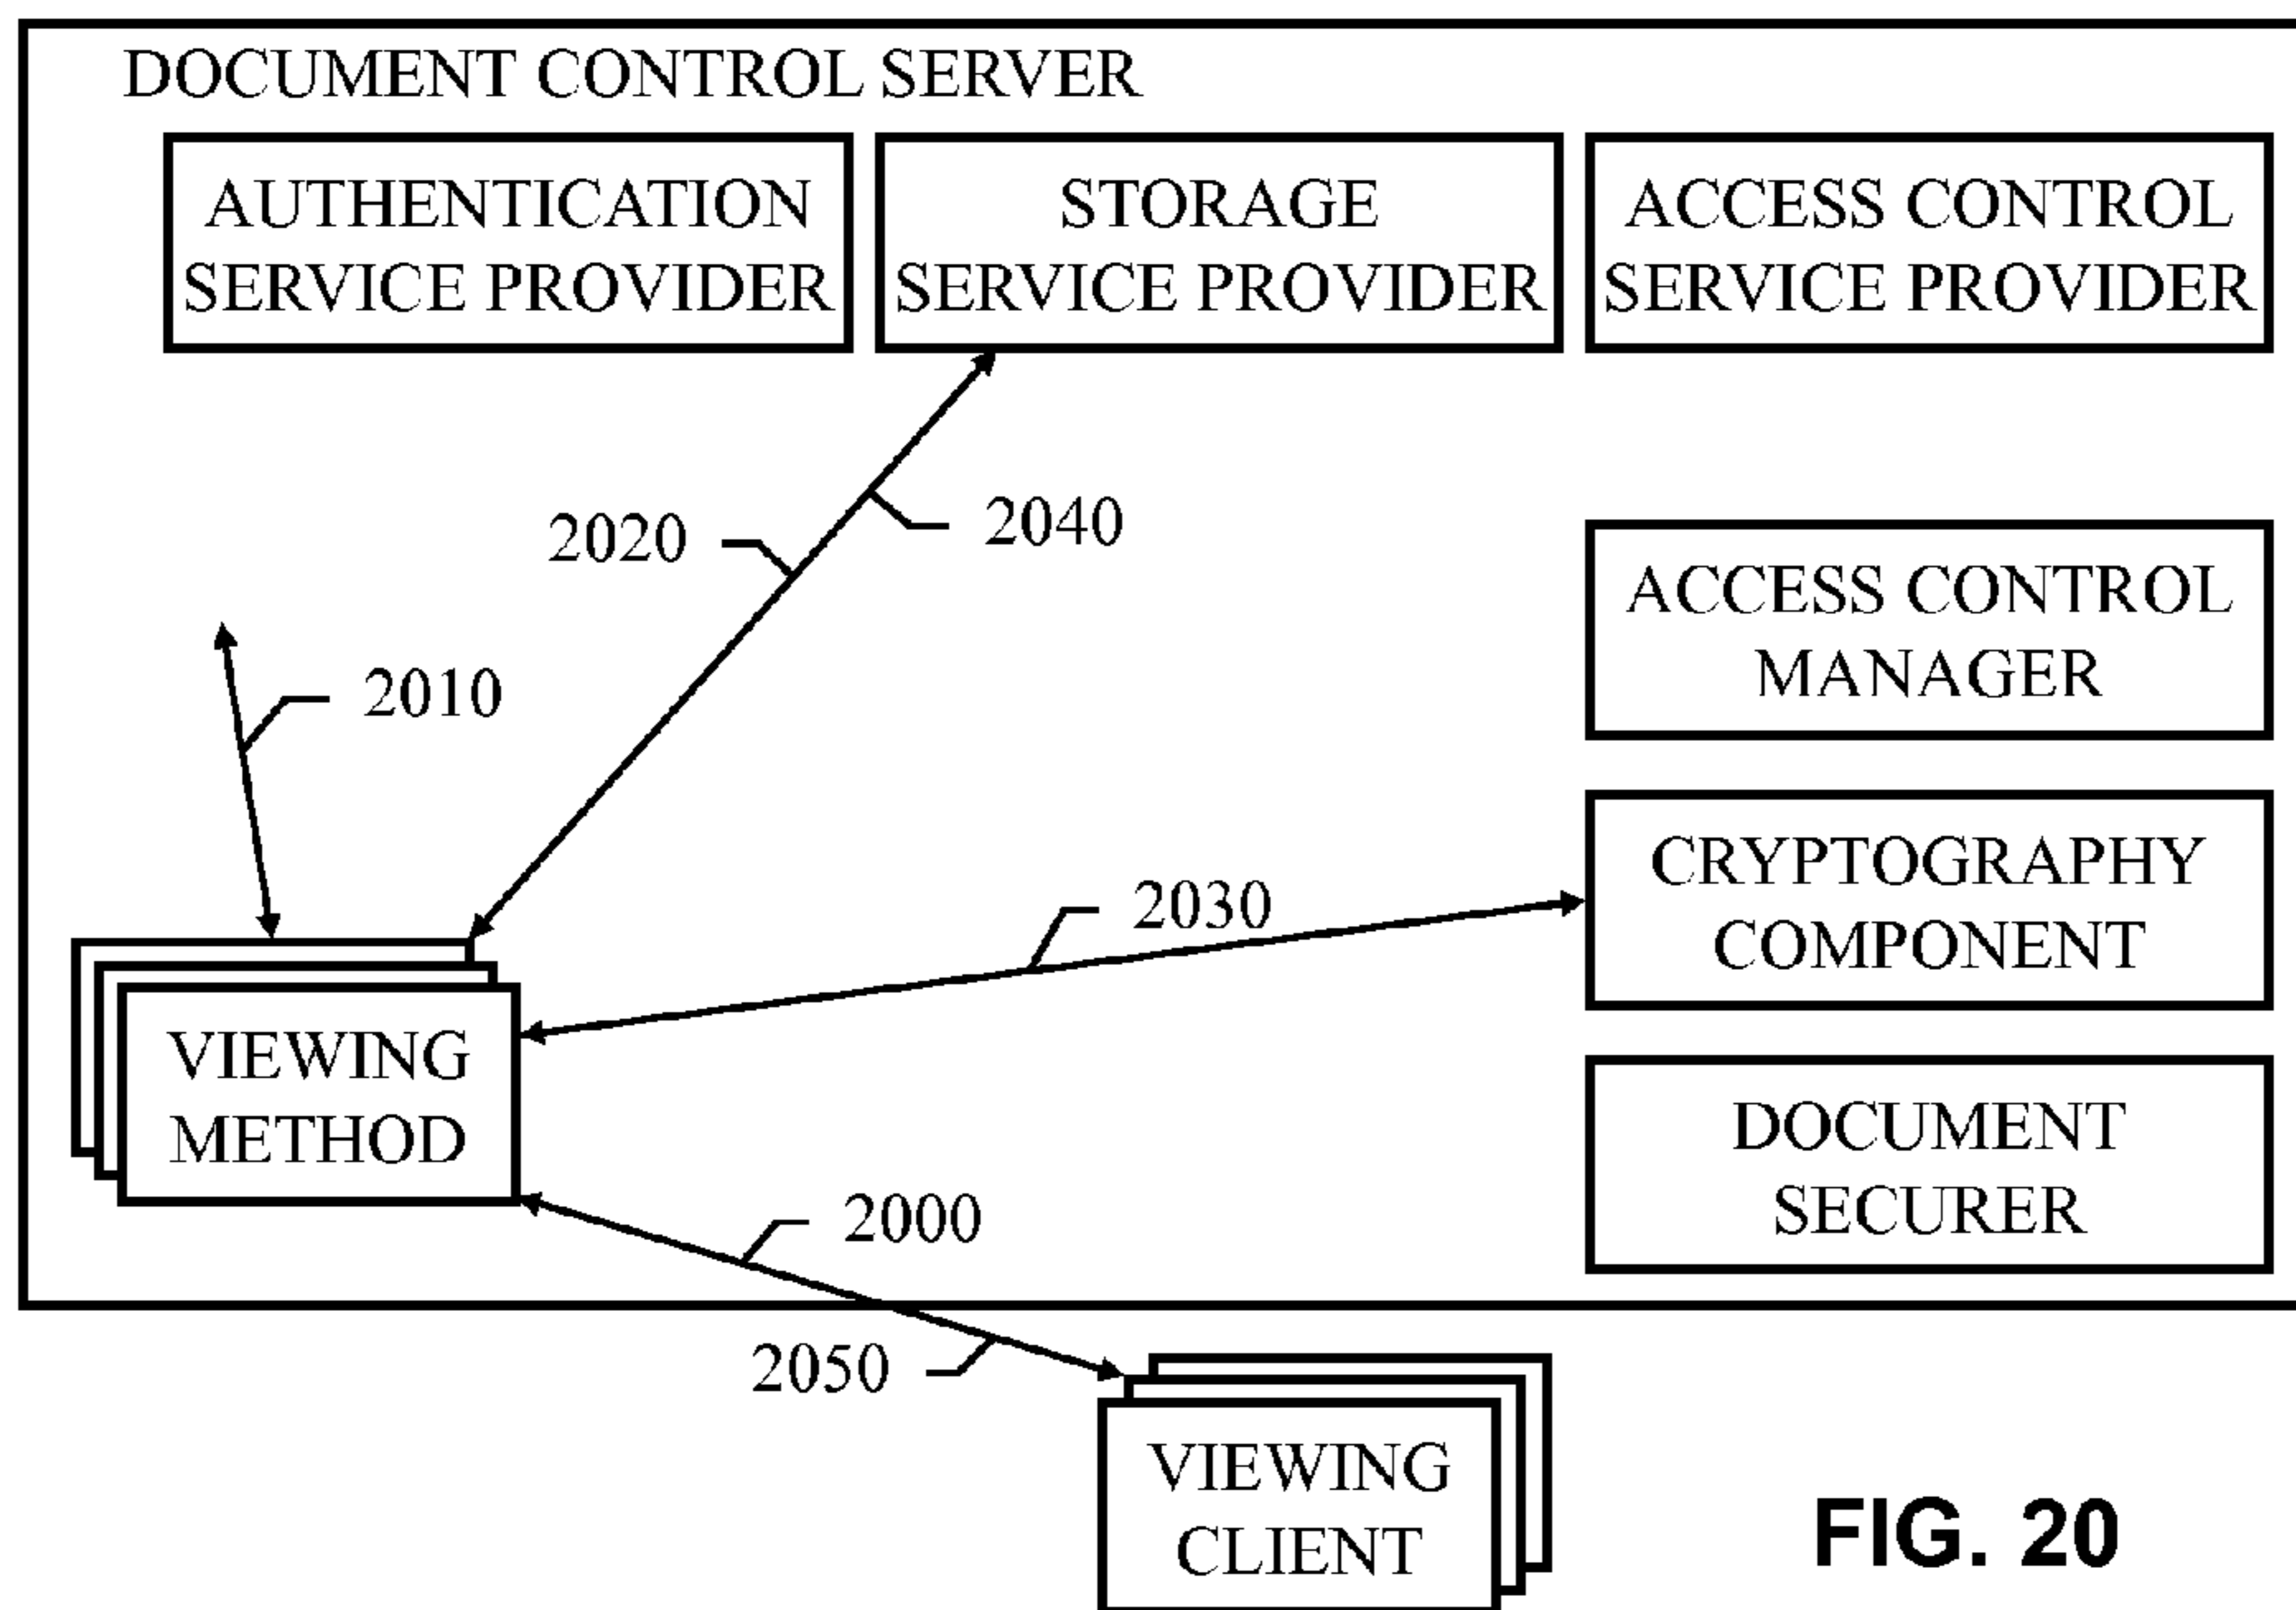 DOCUMENT CONTROL SERVER
AUTHENTICATION
SERVICE PROVIDER
STORAGE
SERVICE PROVIDER
ACCESS CONTROL
SERVICE PROVIDER
2020
2040
ACCESS CONTROL
MANAGER
2010
CRYPTOGRAPHY
COMPONENT
2030
VIEWING
METHOD
DOCUMENT
SECURER
2000
2050
VIEWING
CLIENT
FIG. 20